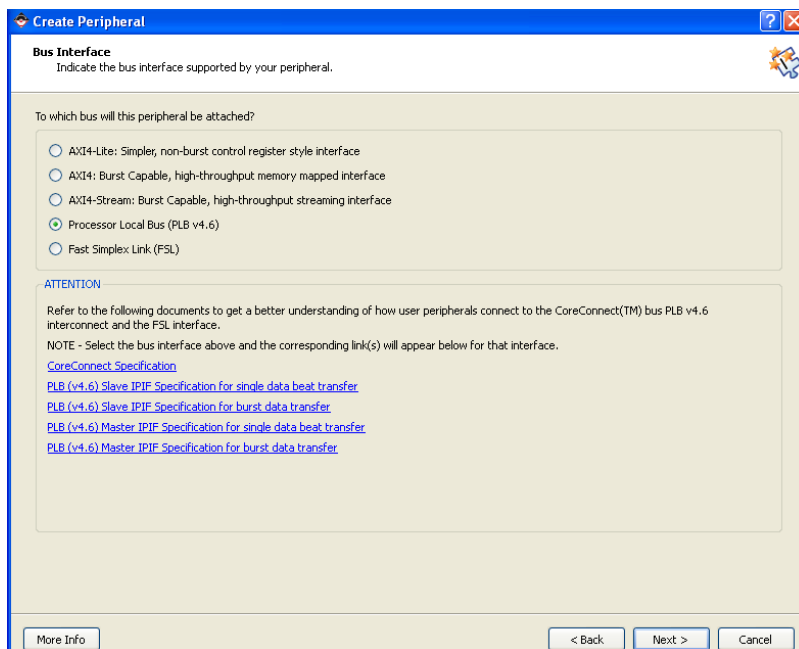 Create Peripheral
Bus Interface
Indicate the bus interface supported by your peripheral.
To which bus will this peripheral be attached?
AXI4-Lite: Simpler, non-burst control register style interface
AXI4: Burst Capable, high-throughput memory mapped interface
AXI4-Stream: Burst Capable, high-throughput streaming interface
Processor Local Bus (PLB v4.6)
Fast Simplex Link (FSL)
ATTENTION
Refer to the following documents to get a better understanding of how user peripherals connect to the CoreConnect(TM) bus PLB v4.6
interconnect and the FSL interface.
NOTE - Select the bus interface above and the corresponding link(s) will appear below for that interface.
CoreConnect Specification
PLB (v4.6) Slave IPIF Specification for single data beat transfer
PLB (v4.6) Slave IPIF Specification for burst data transfer
PLB (v4.6) Master IPIF Specification for single data beat transfer
PLB (v4.6) Master IPIF Specification for burst data transfer
More Info
< Back
Next >
Cancel